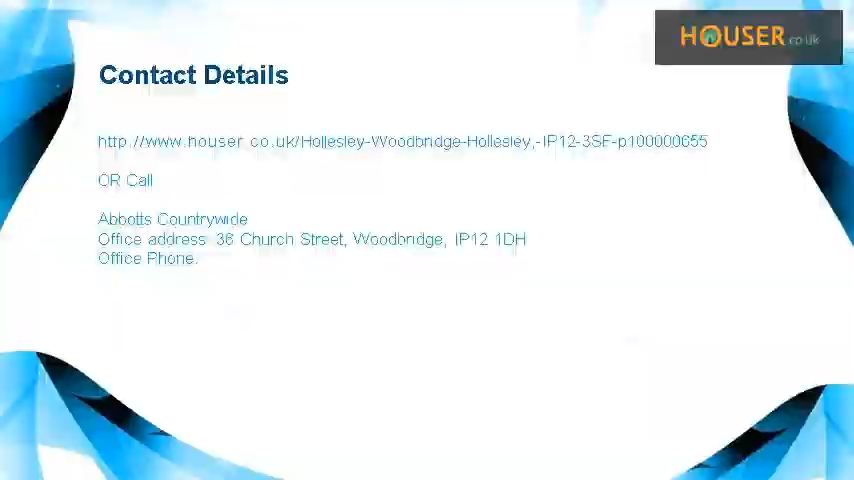 HOUSER.co.uk
Contact Details
http://www.houser.co.uk/Hollesley-Woodbridge-Hollesley,-IP12-3SF-p100000655
OR Call
Abbotts Countrywide
Office address: 36 Church Street, Woodbridge, IP12 1DH
Office Phone: